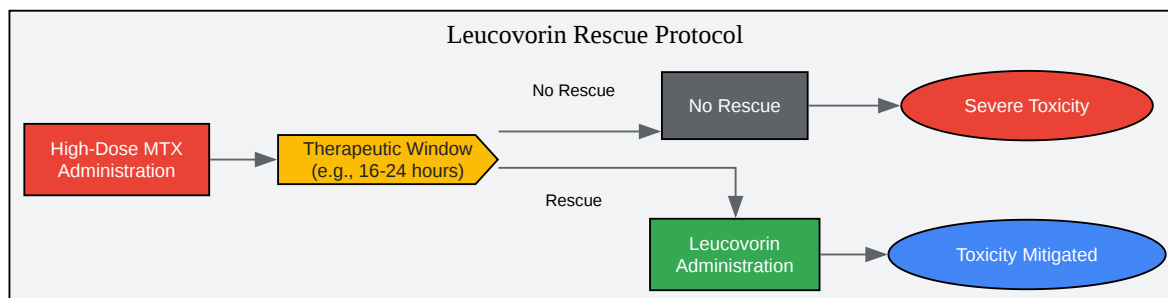 Leucovorin Rescue Protocol
No Rescue
No Rescue
Severe Toxicity
High-Dose MTX
Administration
Therapeutic Window
(e.g., 16-24 hours)
Rescue
Leucovorin
Administration
Toxicity Mitigated